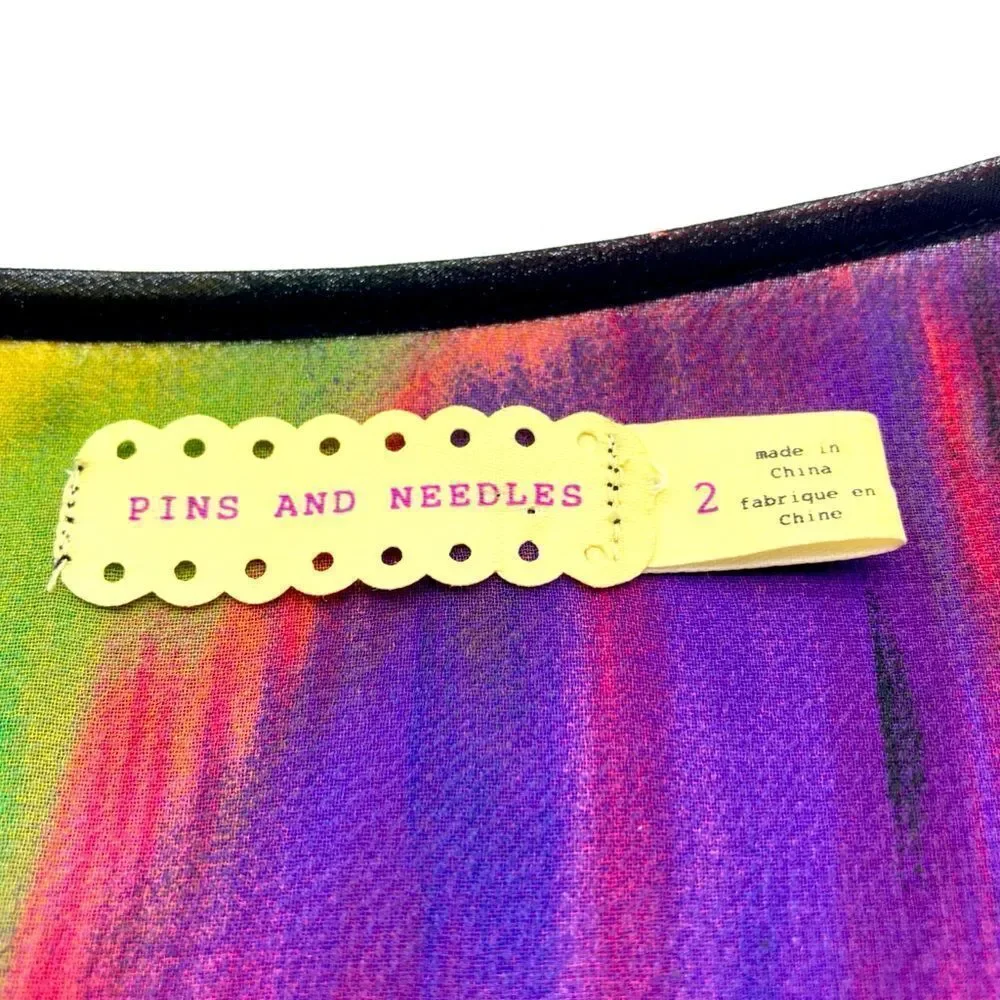 PINS AND NEEDLES
2
made in
China
fabrique en
Chine